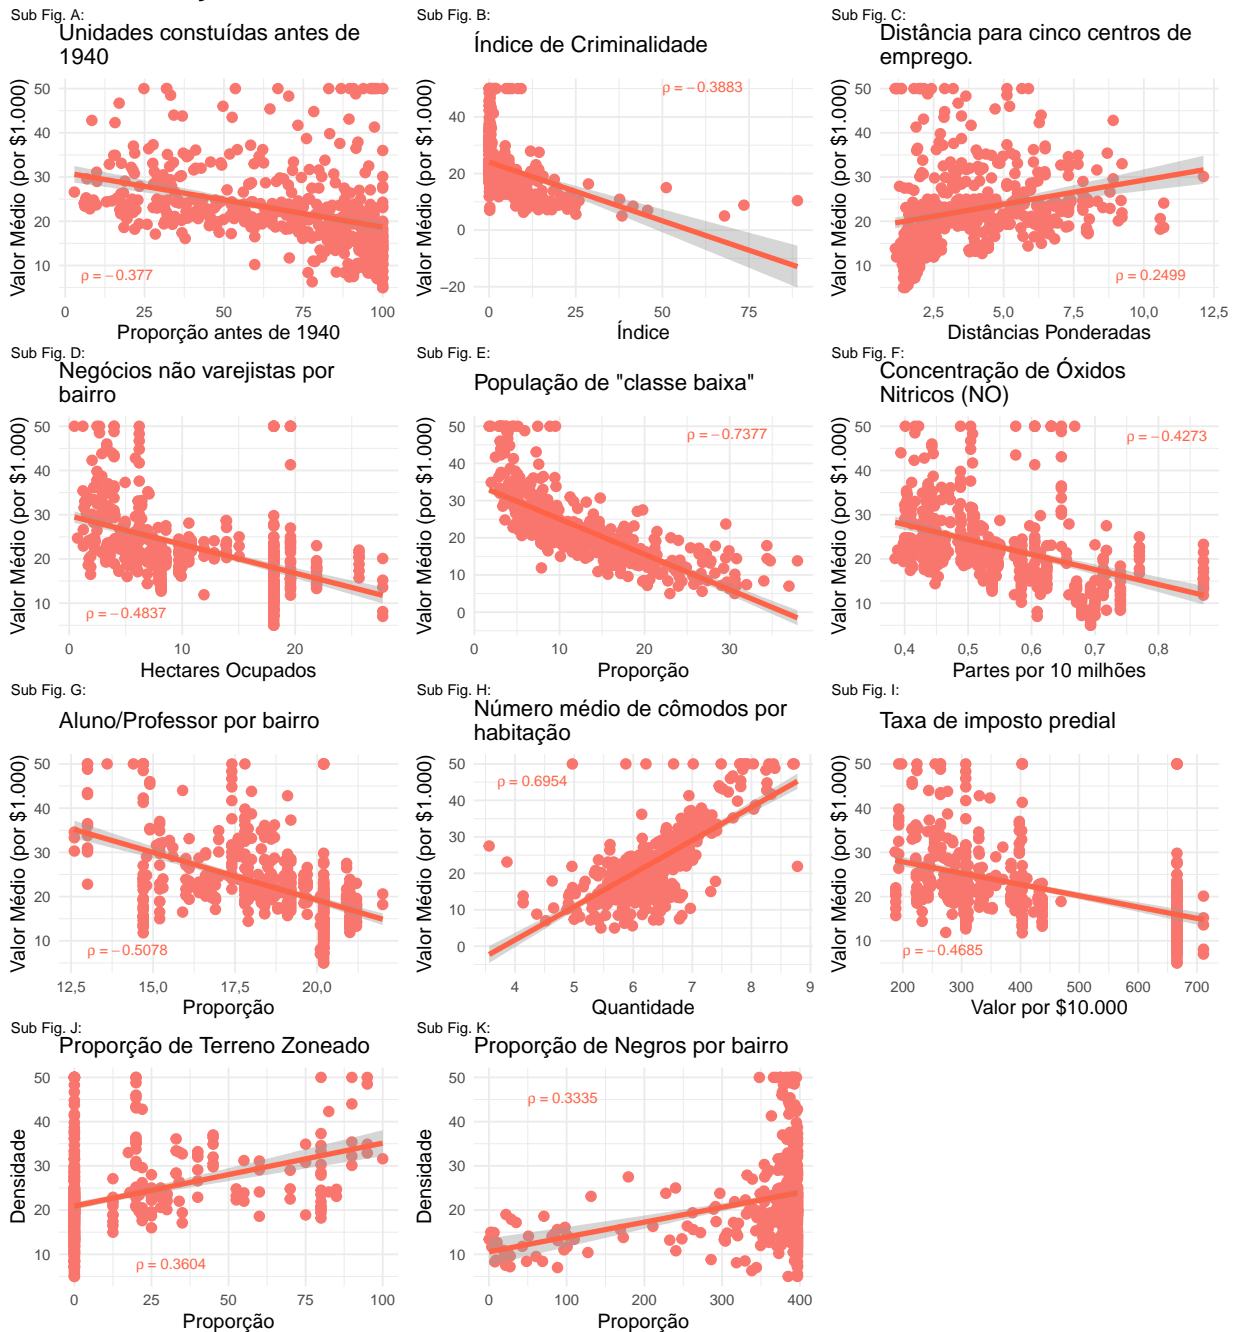 Sub Fig. A:
Unidades constuídas antes de
1940
Valor Médio (por $1.000)
50
40
30
20
10
ρ = −0.377
0 25 50 75 100
Proporção antes de 1940
Sub Fig. B:
Índice de Criminalidade
Valor Médio (por $1.000)
ρ = −0.3883
40
20
0
−20
0 25 50 75
Índice
Sub Fig. C:
Distância para cinco centros de
emprego.
Valor Médio (por $1.000)
50
40
30
20
10
ρ = 0.2499
2,5 5,0 7,5 10,0 12,5
Distâncias Ponderadas
Sub Fig. D:
Negócios não varejistas por
bairro
Valor Médio (por $1.000)
50
40
30
20
10
ρ = −0.4837
0 10 20
Hectares Ocupados
Sub Fig. E:
População de "classe baixa"
Valor Médio (por $1.000)
ρ = −0.7377
50
40
30
20
10
0
0 10 20 30
Proporção
Sub Fig. F:
Concentração de Óxidos
Nitricos (NO)
Valor Médio (por $1.000)
ρ = −0.4273
50
40
30
20
10
0,4 0,5 0,6 0,7 0,8
Partes por 10 milhões
Sub Fig. G:
Aluno/Professor por bairro
Valor Médio (por $1.000)
50
40
30
20
10
ρ = −0.5078
12,5 15,0 17,5 20,0
Proporção
Sub Fig. H:
Número médio de cômodos por
habitação
Valor Médio (por $1.000)
ρ = 0.6954
50
40
30
20
10
0
4 5 6 7 8 9
Quantidade
Sub Fig. I:
Taxa de imposto predial
Valor Médio (por $1.000)
50
40
30
20
10
ρ = −0.4685
200 300 400 500 600 700
Valor por $10.000
Sub Fig. J:
Proporção de Terreno Zoneado
Densidade
50
40
30
20
10
ρ = 0.3604
0 25 50 75 100
Proporção
Sub Fig. K:
Proporção de Negros por bairro
Densidade
ρ = 0.3335
50
40
30
20
10
0 100 200 300 400
Proporção